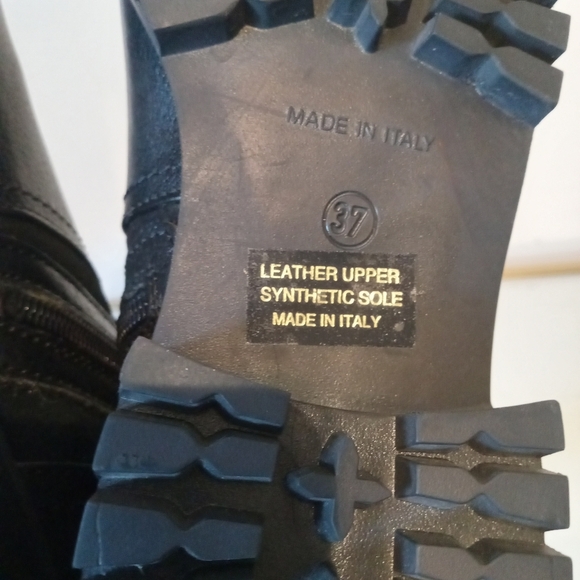 MADE IN ITALY
37
LEATHER UPPER
SYNTHETIC SOLE
MADE IN ITALY